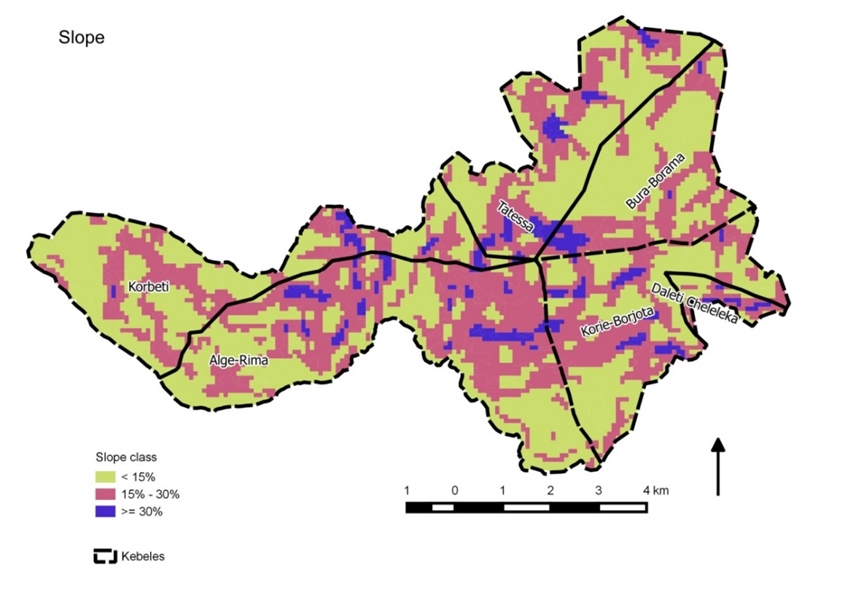 Slope
Tatessa
Bura-Borama
Korbeti
Daleti Cheleleka
Korie-Borjota
Alge-Rima
Slope class
< 15%
15% - 30%
>= 30%
1 0 1 2 3 4 km
Kebeles